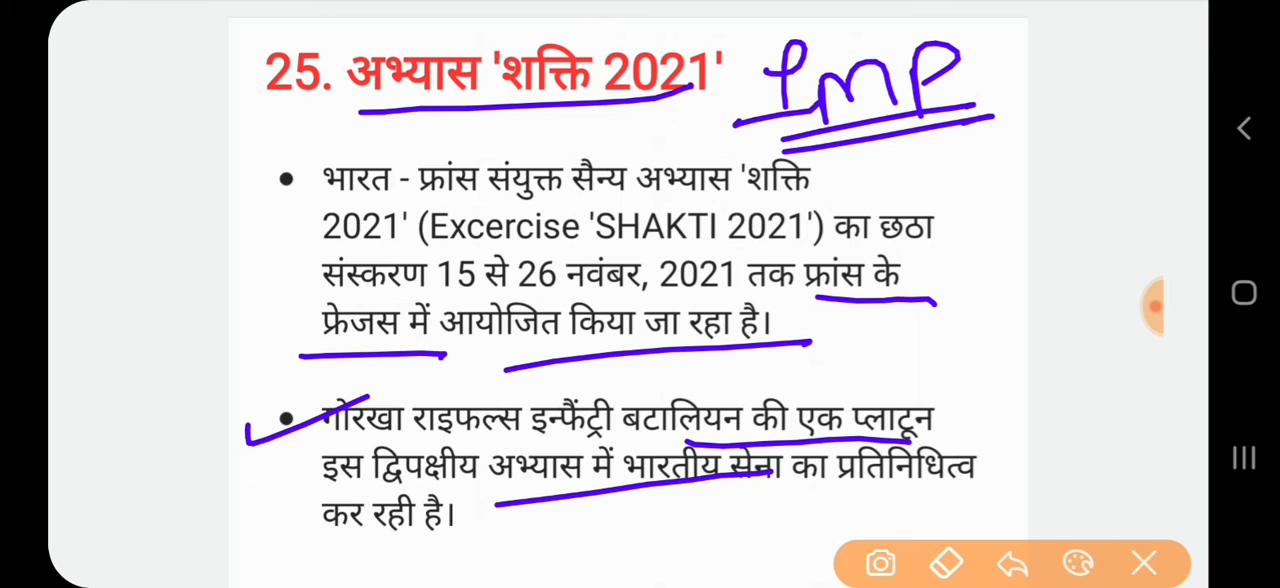 25. अभ्यास 'शक्ति 2021' IMP
• भारत - फ्रांस संयुक्त सैन्य अभ्यास 'शक्ति
2021' (Excercise 'SHAKTI 2021') का छठा
संस्करण 15 से 26 नवंबर, 2021 तक फ्रांस के
फ्रेजस में आयोजित किया जा रहा है।
• गोरखा राइफल्स इन्फैंट्री बटालियन की एक प्लाटून
इस द्विपक्षीय अभ्यास में भारतीय सेना का प्रतिनिधित्व
कर रही है।